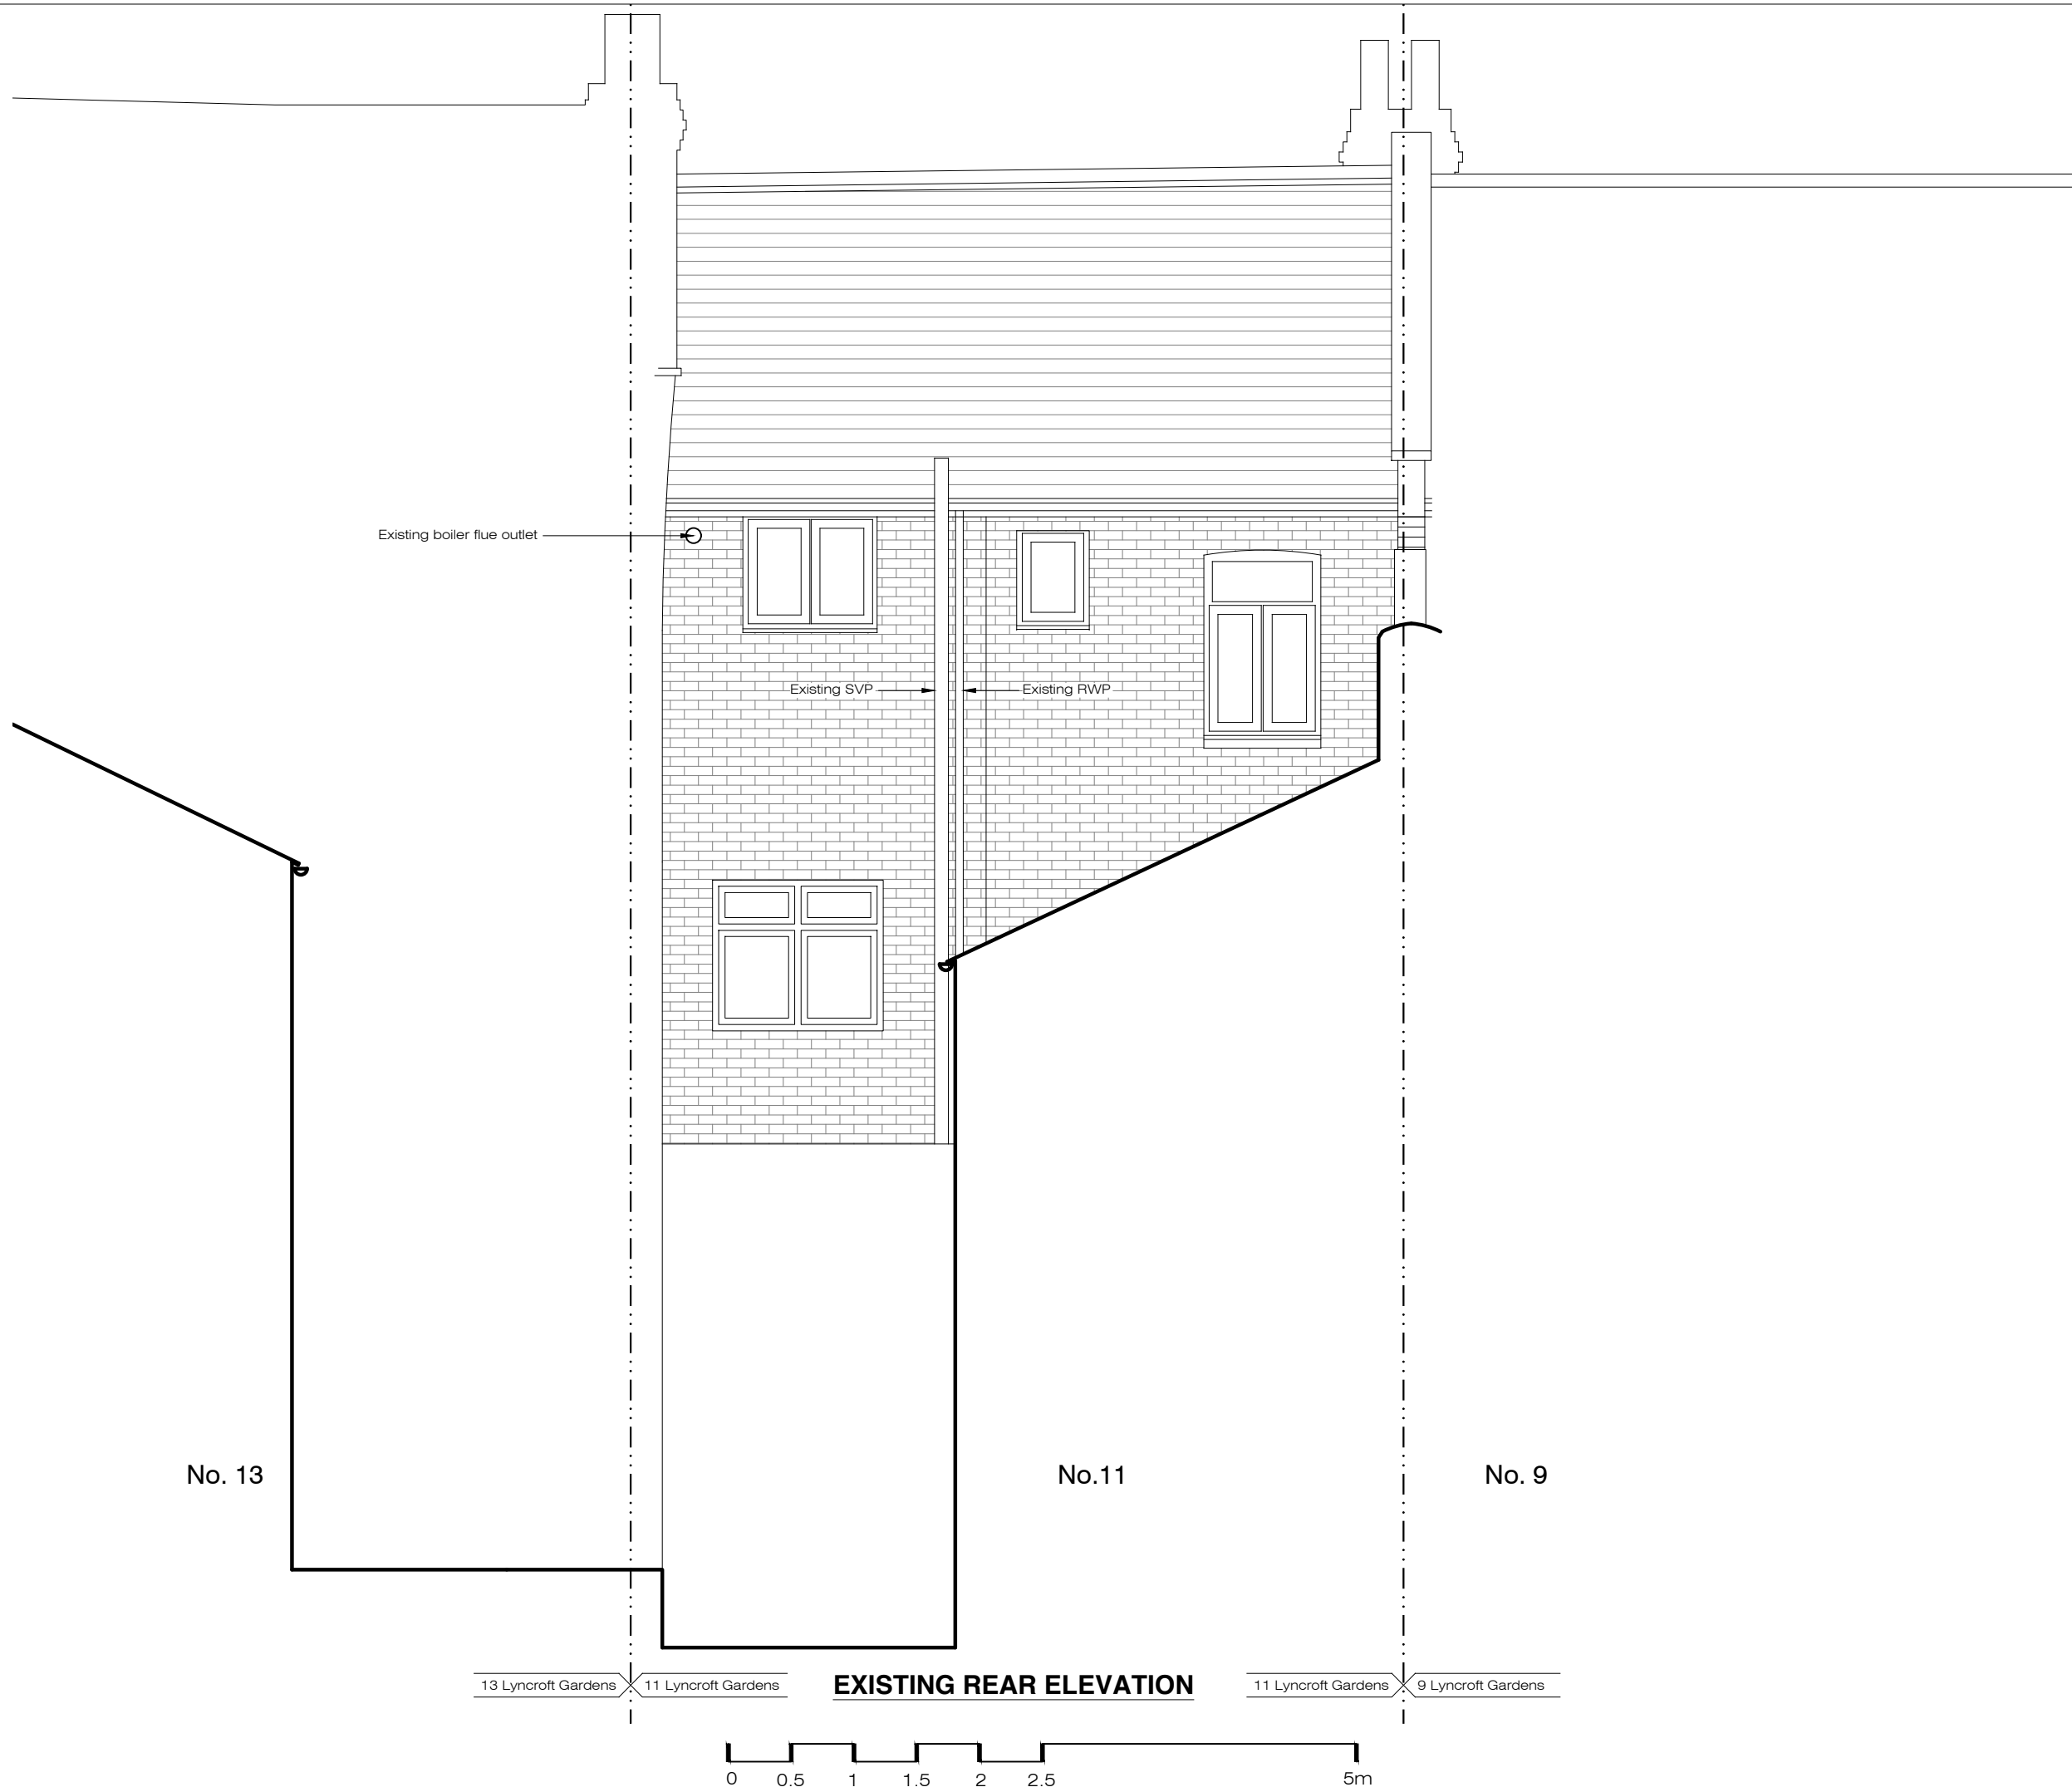 Existing boiler flue outlet
Existing SVP
Existing RWP
No. 13
No.11
No. 9
13 Lyncroft Gardens
11 Lyncroft Gardens
EXISTING REAR ELEVATION
11 Lyncroft Gardens
9 Lyncroft Gardens
0 0.5 1 1.5 2 2.5 5m